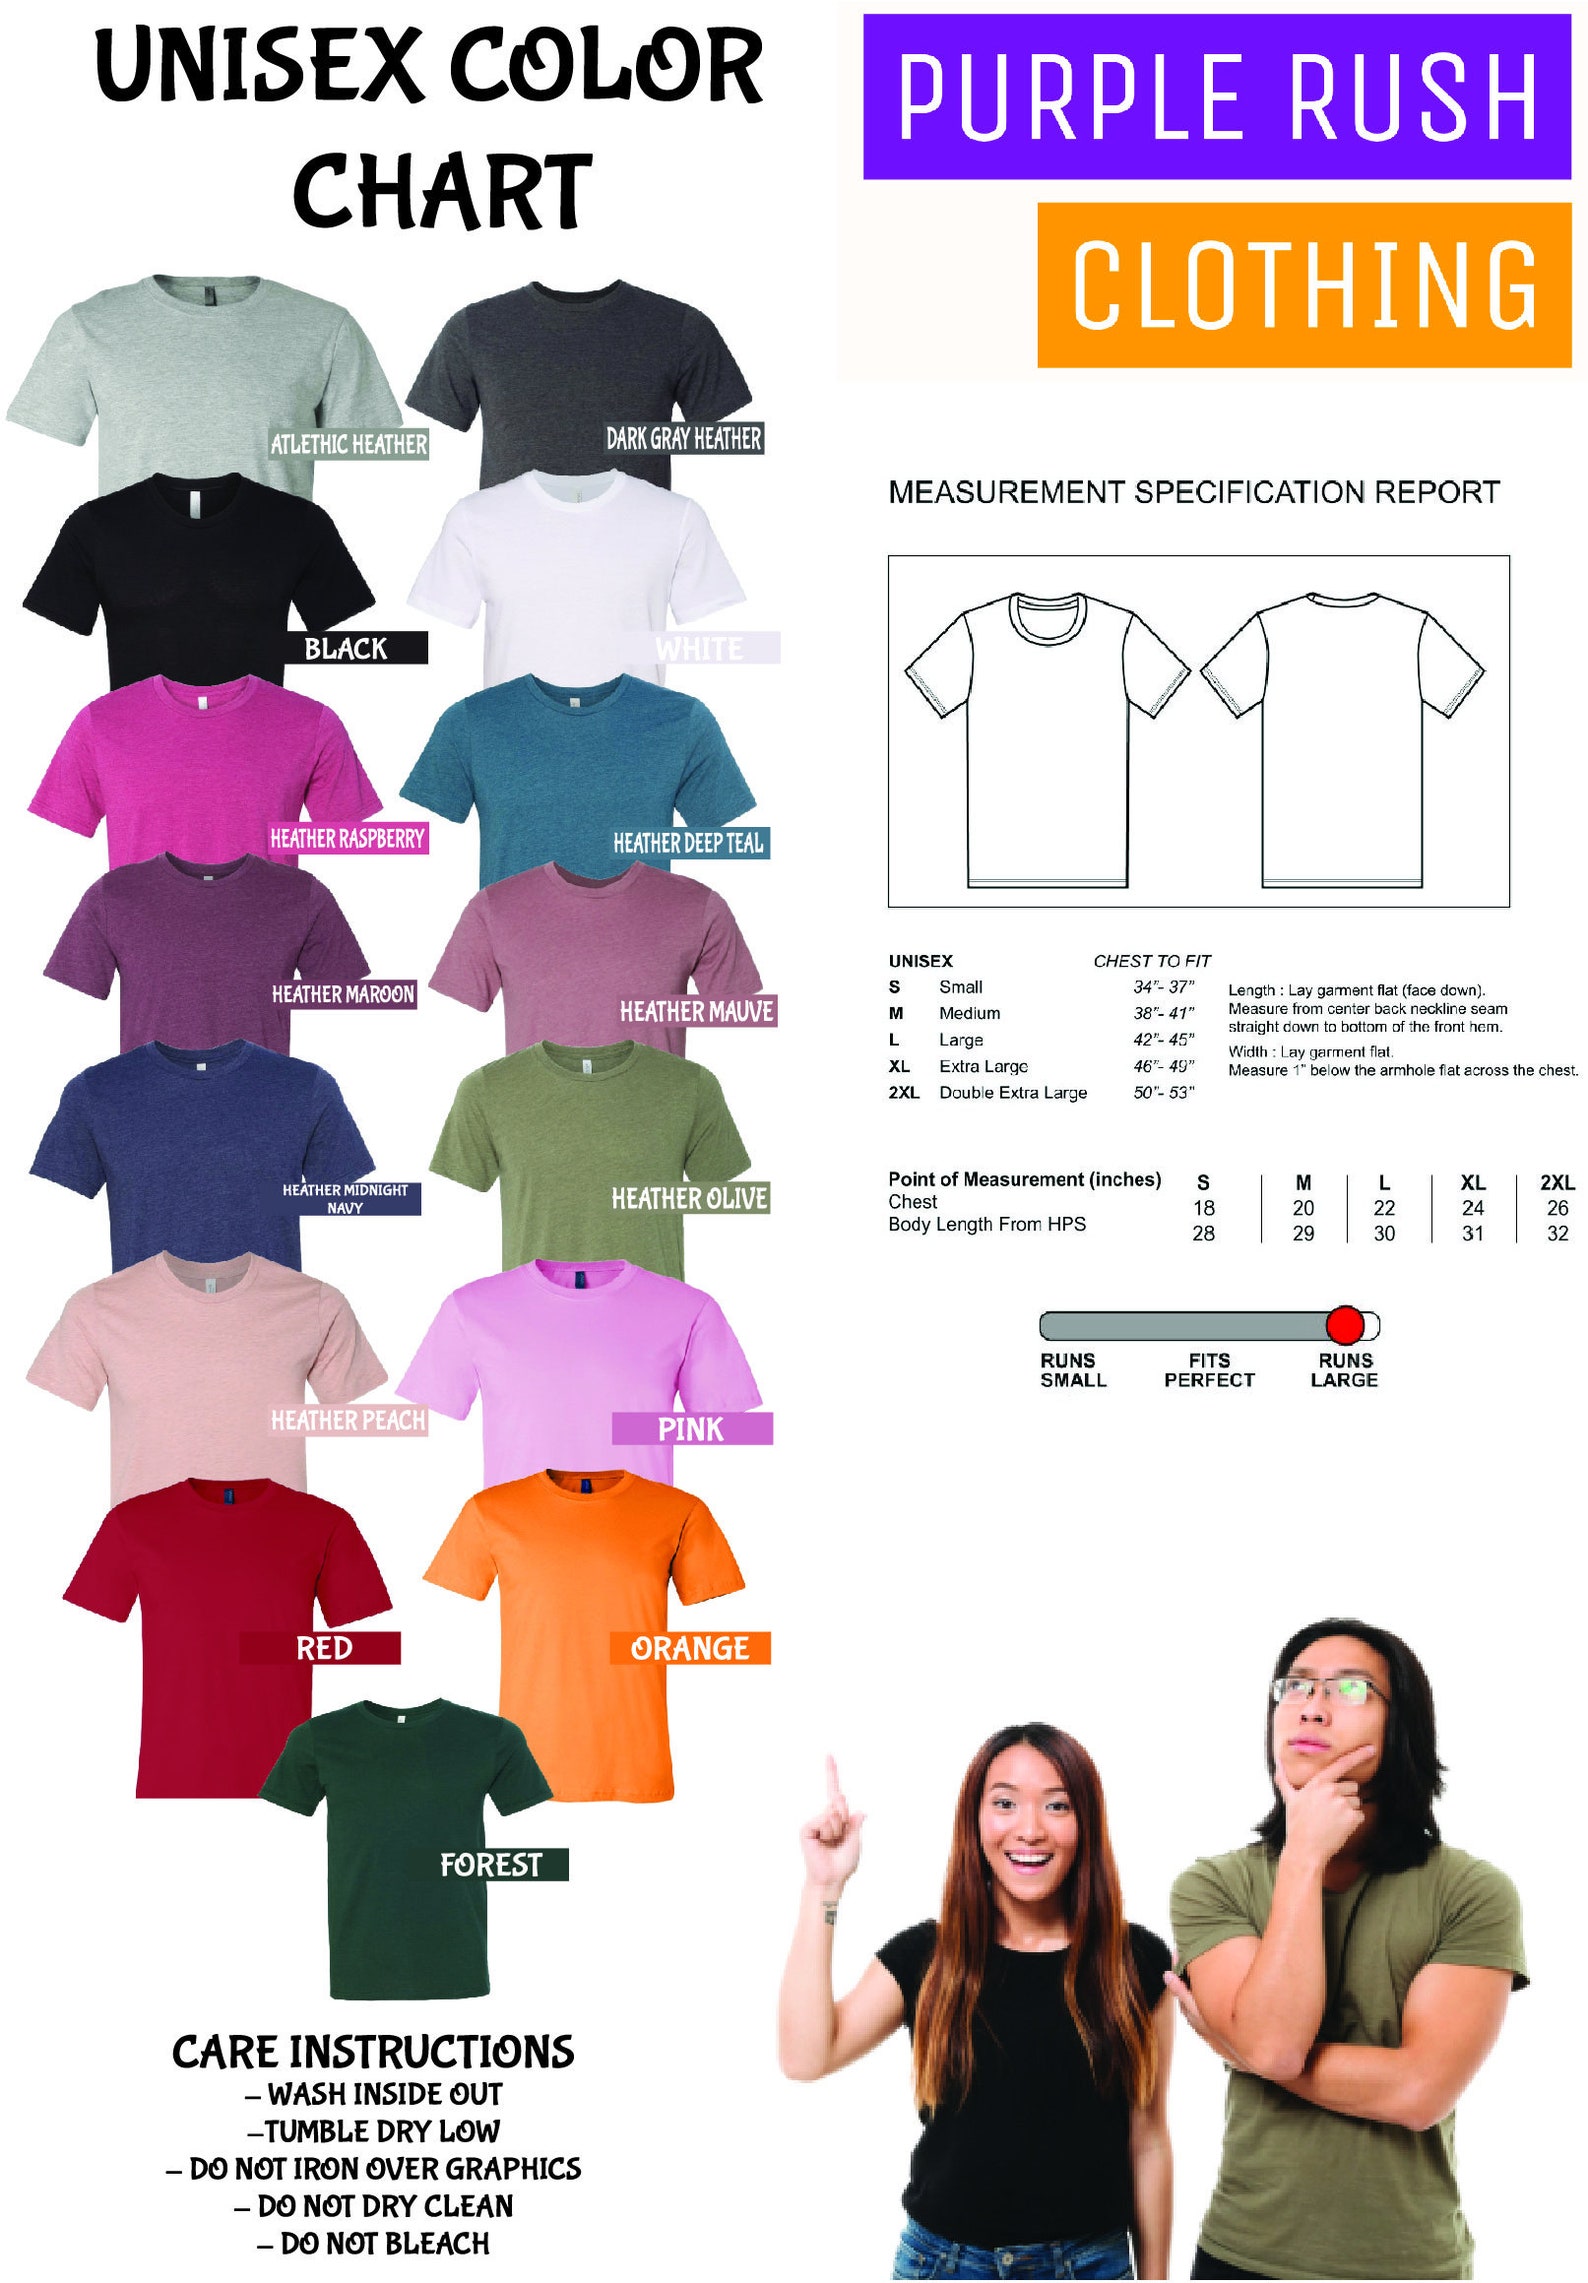 UNISEX COLOR
CHART
PURPLE RUSH
CLOTHING
ATLETHIC HEATHER
DARK GRAY HEATHER
BLACK
WHITE
HEATHER RASPBERRY
HEATHER DEEP TEAL
HEATHER MAROON
HEATHER MAUVE
HEATHER MIDNIGHT
NAVY
HEATHER OLIVE
HEATHER PEACH
PINK
RED
ORANGE
FOREST
CARE INSTRUCTIONS
– WASH INSIDE OUT
–TUMBLE DRY LOW
– DO NOT IRON OVER GRAPHICS
– DO NOT DRY CLEAN
– DO NOT BLEACH
MEASUREMENT SPECIFICATION REPORT
UNISEX CHEST TO FIT
S Small 34”- 37”
M Medium 38”- 41”
L Large 42”- 45”
XL Extra Large 46”- 49”
2XL Double Extra Large 50”- 53”
Length : Lay garment flat (face down).
Measure from center back neckline seam
straight down to bottom of the front hem.
Width : Lay garment flat.
Measure 1” below the armhole flat across the chest.
Point of Measurement (inches) S M L XL 2XL
Chest 18 20 22 24 26
Body Length From HPS 28 29 30 31 32
RUNS SMALL
FITS PERFECT
RUNS LARGE